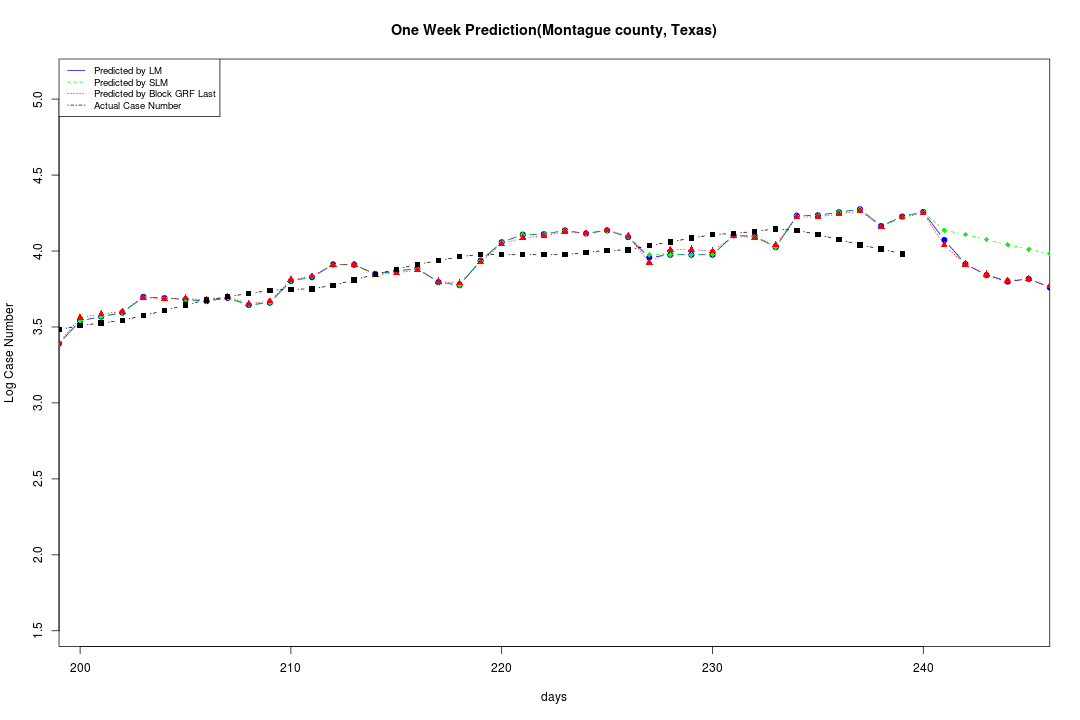 One Week Prediction(Montague county, Texas)
Predicted by LM
Predicted by SLM
Predicted by Block GRF Last
Actual Case Number
5.0
4.5
4.0
3.5
3.0
2.5
2.0
1.5
Log Case Number
200 210 220 230 240
days